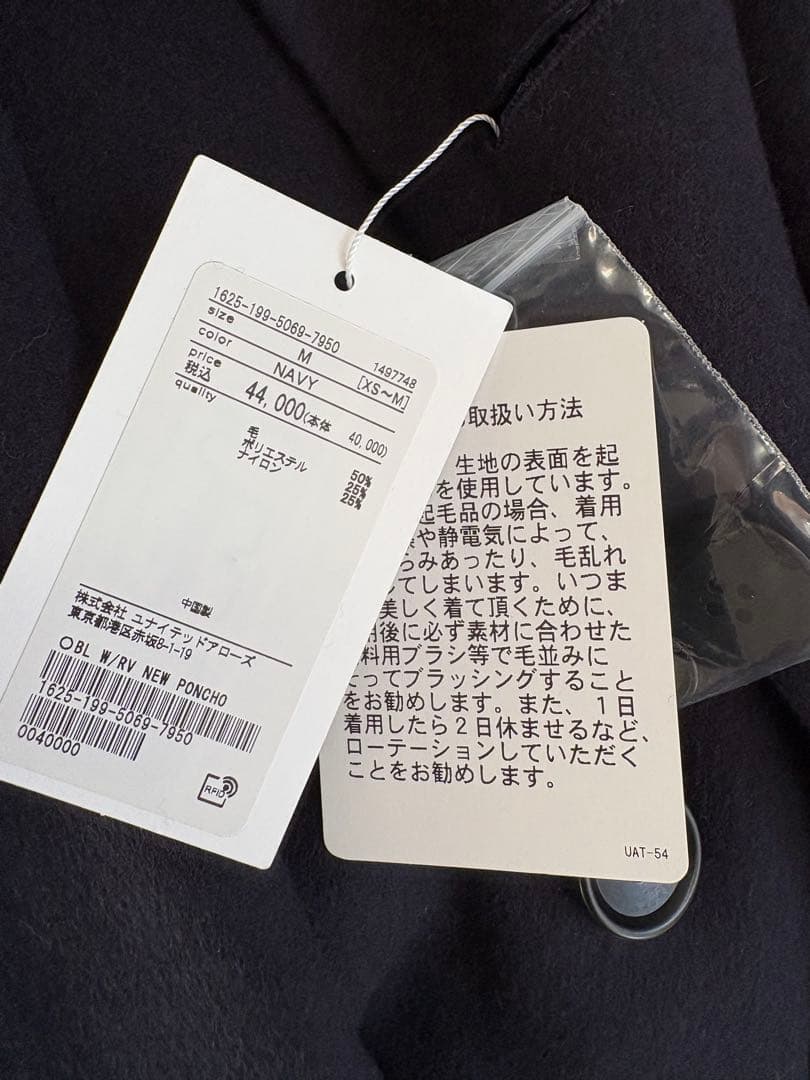 1625-199-5069-7950
size M 1497748
color NAVY [XS〜M]
price
税込 44,000(本体 40,000)
quality
毛 50%
ポリエステル 25%
ナイロン 25%
中国製
株式会社 ユナイテッドアローズ
東京都港区赤坂8-1-19
○BL W/RV NEW PONCHO
1625-199-5069-7950
0040000
RFID
取扱い方法
生地の表面を起
を使用しています。
起毛品の場合、着用
や静電気によって、
らみあったり、毛乱れ
てしまいます。いつま
美しく着て頂くために、
後に必ず素材に合わせた
料用ブラシ等で毛並みに
ってブラッシングすること
をお勧めします。また、1日
着用したら2日休ませるなど、
ローテーションしていただく
ことをお勧めします。
UAT-54